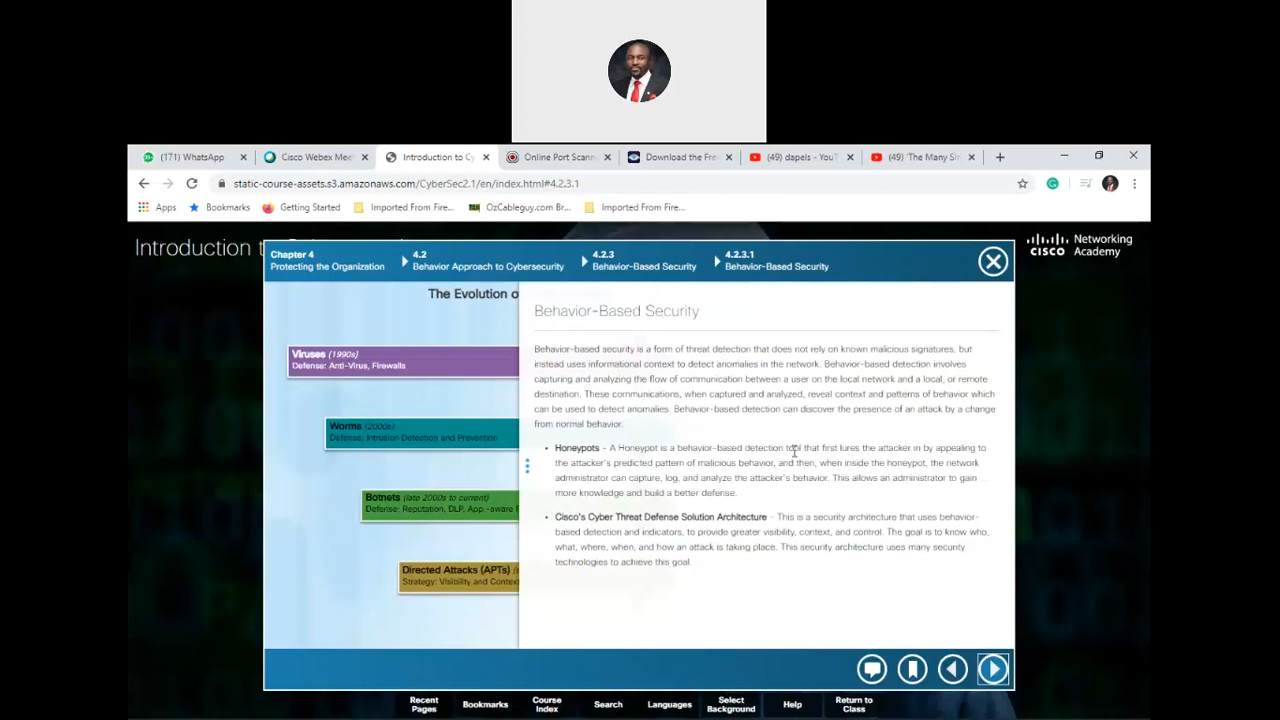 (171) WhatsApp
Cisco Webex Mee
Introduction to Cy
Online Port Scann
Download the Fre
(49) dapels - YouT
(49) 'The Many Sin
static-course-assets.s3.amazonaws.com/CyberSec2.1/en/index.html#4.2.3.1
Apps
Bookmarks
Getting Started
Imported From Fire...
OzCableguy.com Br...
Imported From Fire...
Introduction t
CISCO
Networking
Academy
Chapter 4
Protecting the Organization
4.2
Behavior Approach to Cybersecurity
4.2.3
Behavior-Based Security
4.2.3.1
Behavior-Based Security
The Evolution o
Viruses (1990s)
Defense: Anti-Virus, Firewalls
Worms (2000s)
Defense: Intrusion Detection and Prevention
Botnets (late 2000s to current)
Defense: Reputation, DLP, App.-aware F
Directed Attacks (APTs)
Strategy: Visibility and Context
Behavior-Based Security
Behavior-based security is a form of threat detection that does not rely on known malicious signatures, but
instead uses informational context to detect anomalies in the network. Behavior-based detection involves
capturing and analyzing the flow of communication between a user on the local network and a local, or remote
destination. These communications, when captured and analyzed, reveal context and patterns of behavior which
can be used to detect anomalies. Behavior-based detection can discover the presence of an attack by a change
from normal behavior.
• Honeypots - A Honeypot is a behavior-based detection tool that first lures the attacker in by appealing to
the attacker's predicted pattern of malicious behavior, and then, when inside the honeypot, the network
administrator can capture, log, and analyze the attacker's behavior. This allows an administrator to gain
more knowledge and build a better defense.
• Cisco's Cyber Threat Defense Solution Architecture - This is a security architecture that uses behavior-
based detection and indicators, to provide greater visibility, context, and control. The goal is to know who,
what, where, when, and how an attack is taking place. This security architecture uses many security
technologies to achieve this goal
Recent
Pages
Bookmarks
Course
Index
Search
Languages
Select
Background
Help
Return to
Class